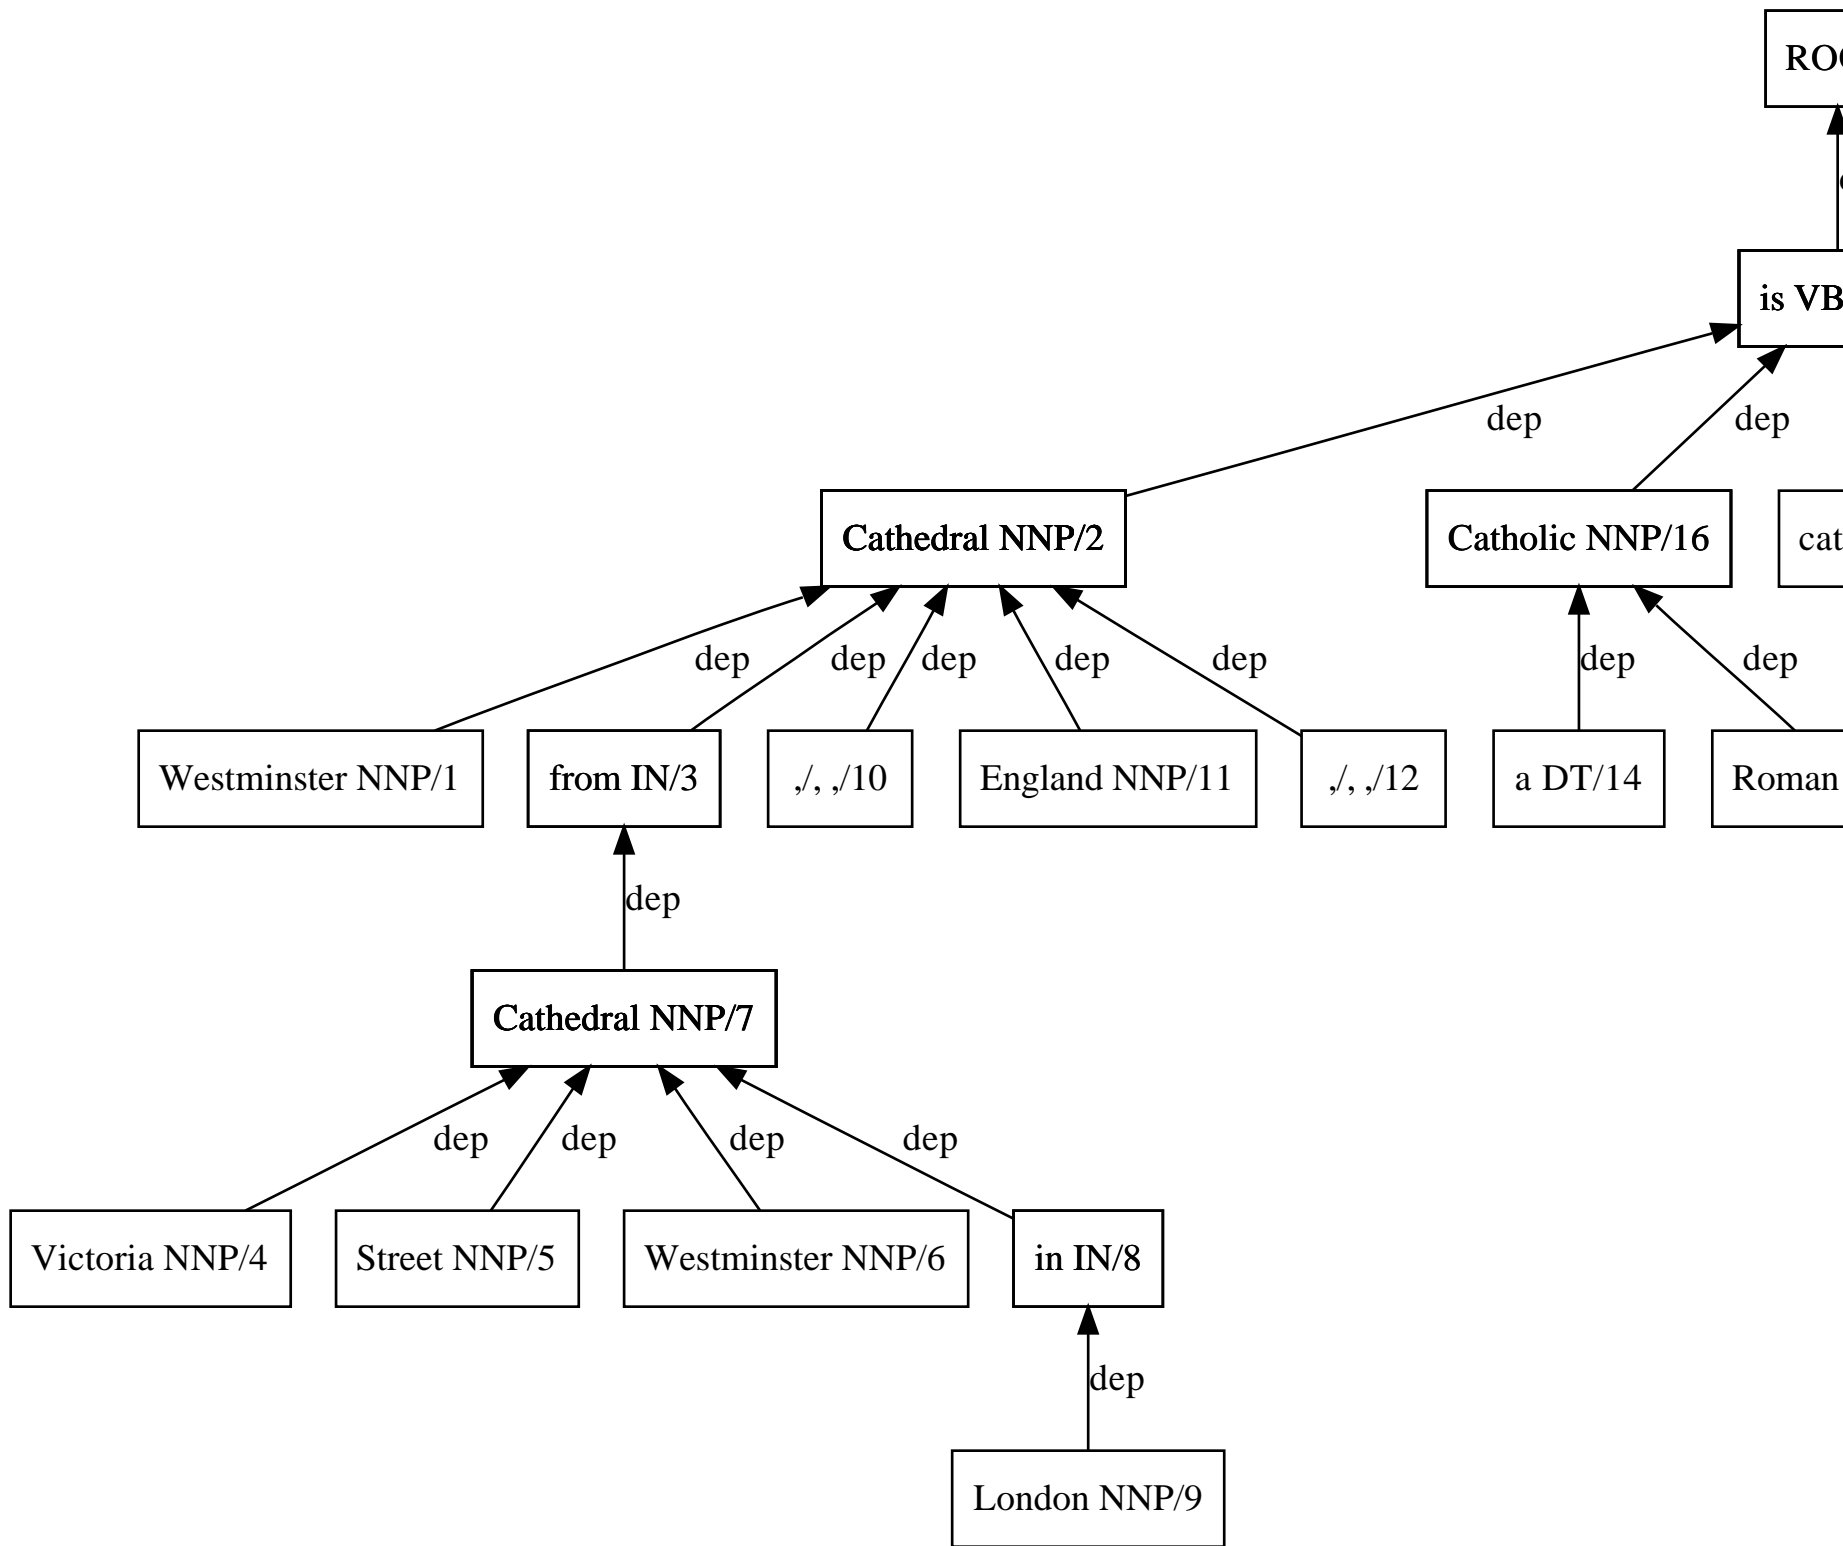 ROO
is VB
dep dep
Cathedral NNP/2 Catholic NNP/16 cat
dep dep dep dep dep dep dep
Westminster NNP/1 from IN/3 ,/, ,/10 England NNP/11 ,/, ,/12 a DT/14 Roman
dep
Cathedral NNP/7
dep dep dep dep
Victoria NNP/4 Street NNP/5 Westminster NNP/6 in IN/8
dep
London NNP/9